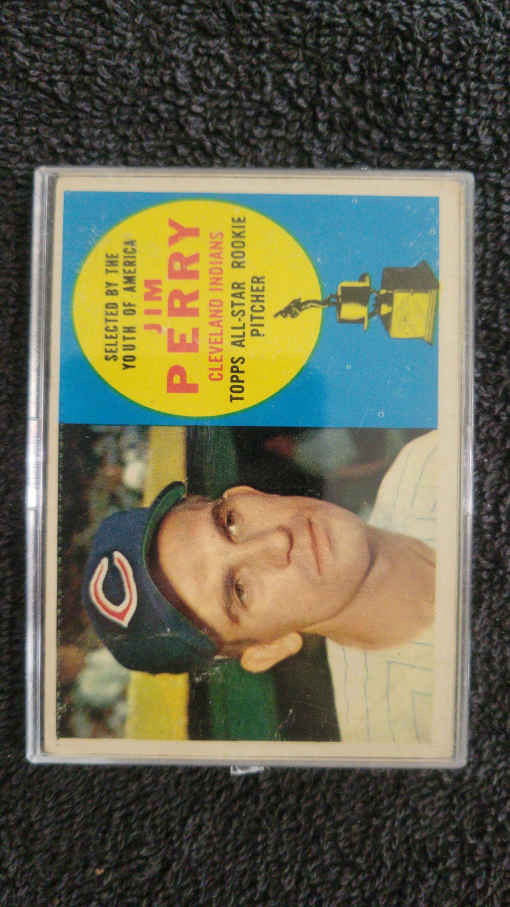 SELECTED BY THE
YOUTH OF AMERICA
JIM
PERRY
CLEVELAND INDIANS
TOPPS ALL-STAR ROOKIE
PITCHER
C